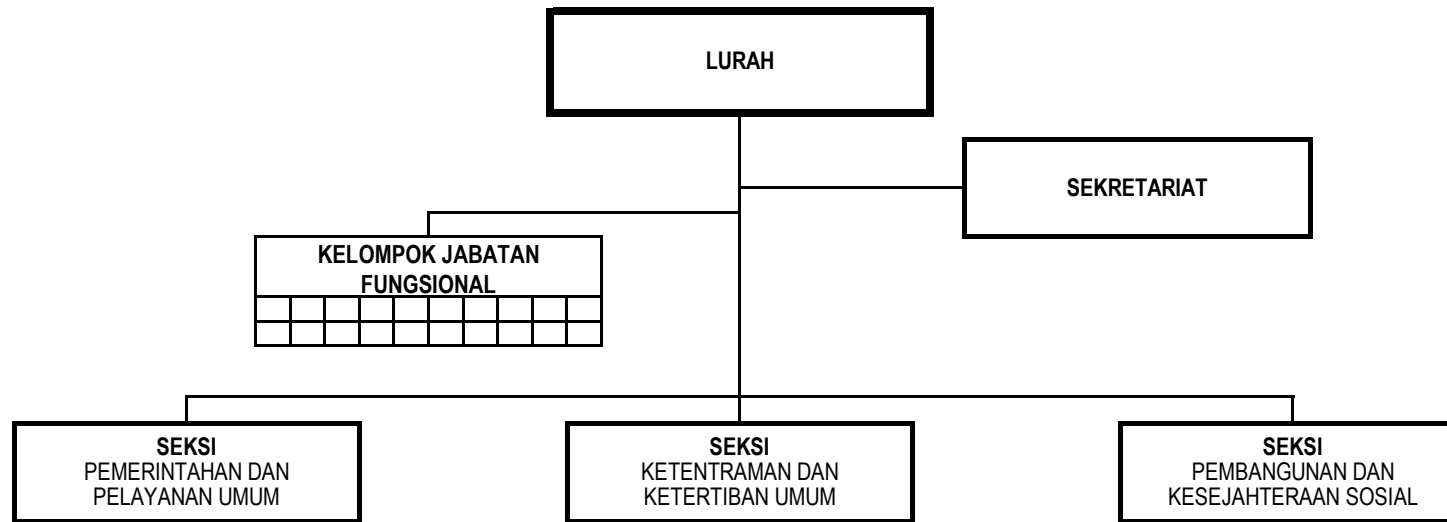 LURAH
SEKRETARIAT
KELOMPOK JABATAN
FUNGSIONAL
SEKSI
PEMERINTAHAN DAN
PELAYANAN UMUM
SEKSI
KETENTRAMAN DAN
KETERTIBAN UMUM
SEKSI
PEMBANGUNAN DAN
KESEJAHTERAAN SOSIAL